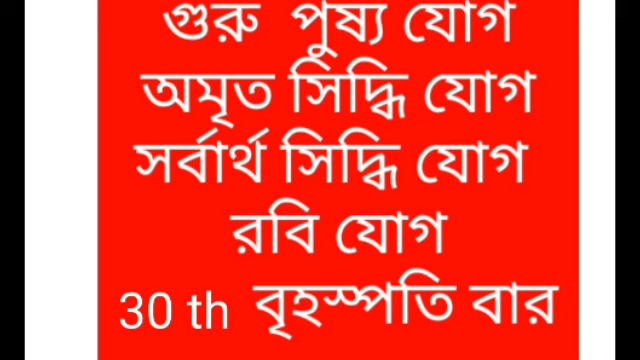 গুরু পুষ্য যোগ
অমৃত সিদ্ধি যোগ
সর্বার্থ সিদ্ধি যোগ
রবি যোগ
30 th বৃহস্পতি বার